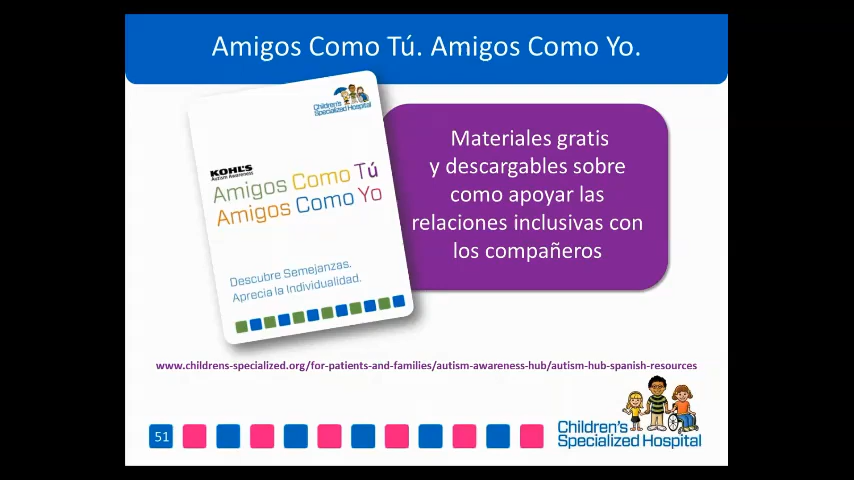 Amigos Como Tú. Amigos Como Yo.
Children's
Specialized Hospital
KOHL'S
Autism Awareness
Amigos Como Tú
Amigos Como Yo
Descubre Semejanzas.
Aprecia la Individualidad.
Materiales gratis
y descargables sobre
como apoyar las
relaciones inclusivas con
los compañeros
www.childrens-specialized.org/for-patients-and-families/autism-awareness-hub/autism-hub-spanish-resources
51
Children's
Specialized Hospital